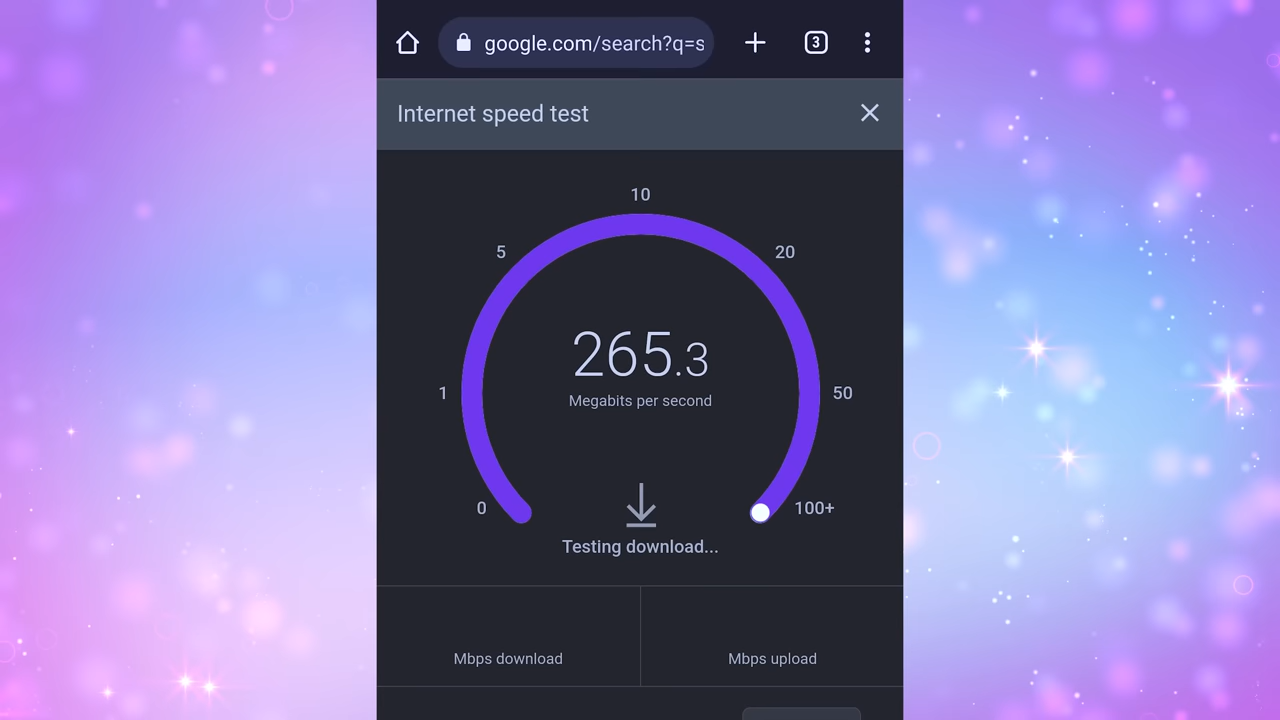 google.com/search?q=s
3
Internet speed test
10
5
20
265.3
Megabits per second
1
50
0
100+
Testing download...
Mbps download
Mbps upload